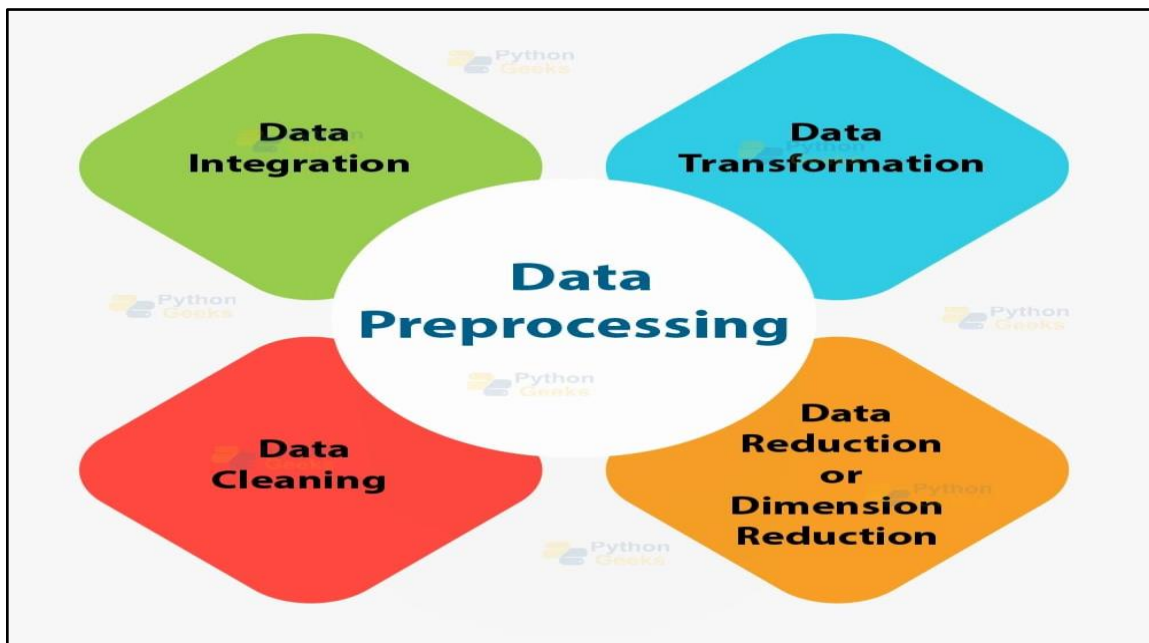 Python
Geeks
Data
Integration
Data
Transformation
Data
Preprocessing
Python
Geeks
Python
Geeks
Python
Geeks
Data
Cleaning
Data
Reduction
or
Dimension
Reduction
Python
Python
Geeks